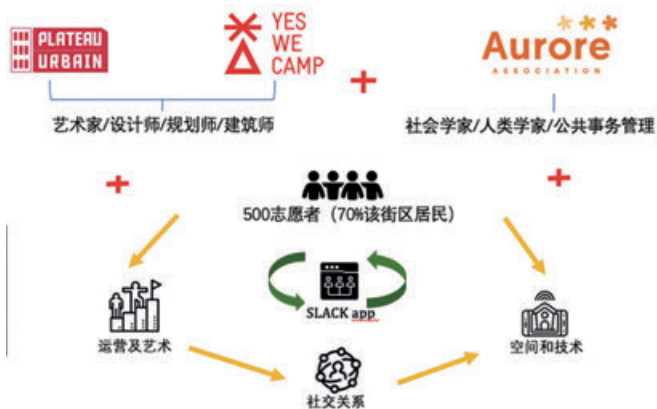 PLATEAU
URBAIN
YES
WE
CAMP
Aurore
ASSOCIATION
艺术家/设计师/规划师/建筑师
社会学家/人类学家/公共事务管理
500志愿者（70%该街区居民）
SLACK app
运营及艺术
空间和技术
社交关系